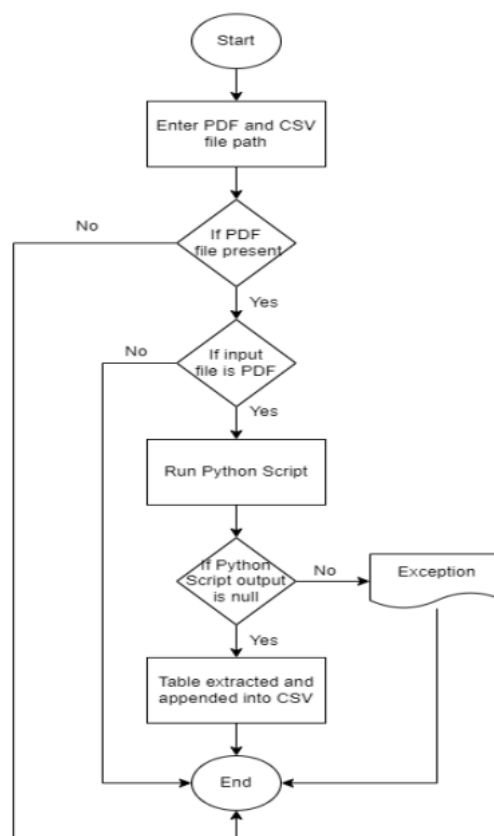 Start
Enter PDF and CSV
file path
No
If PDF
file present
Yes
No
If input
file is PDF
Yes
Run Python Script
If Python
Script output
is null
No
Exception
Yes
Table extracted and
appended into CSV
End